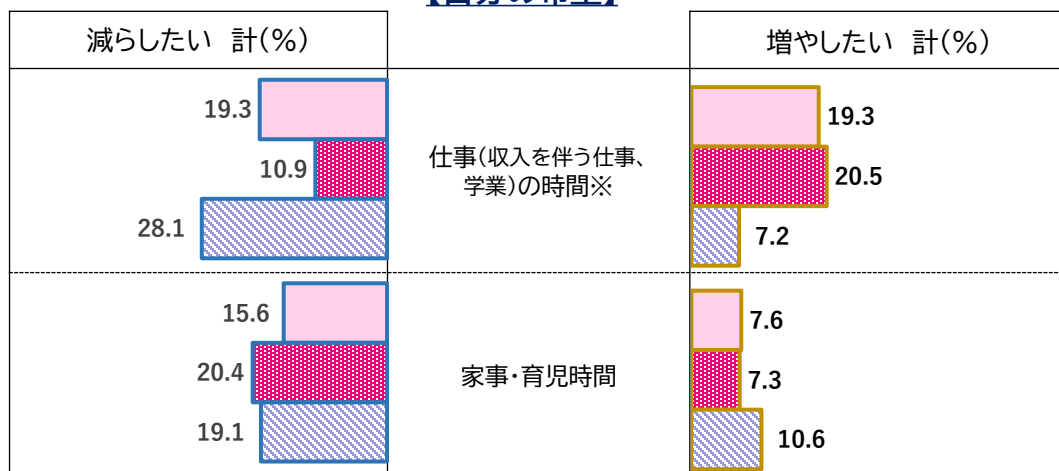 減らしたい 計(%)
増やしたい 計(%)
19.3
10.9
28.1
仕事(収入を伴う仕事、
学業)の時間※
19.3
20.5
7.2
15.6
20.4
19.1
家事・育児時間
7.6
7.3
10.6